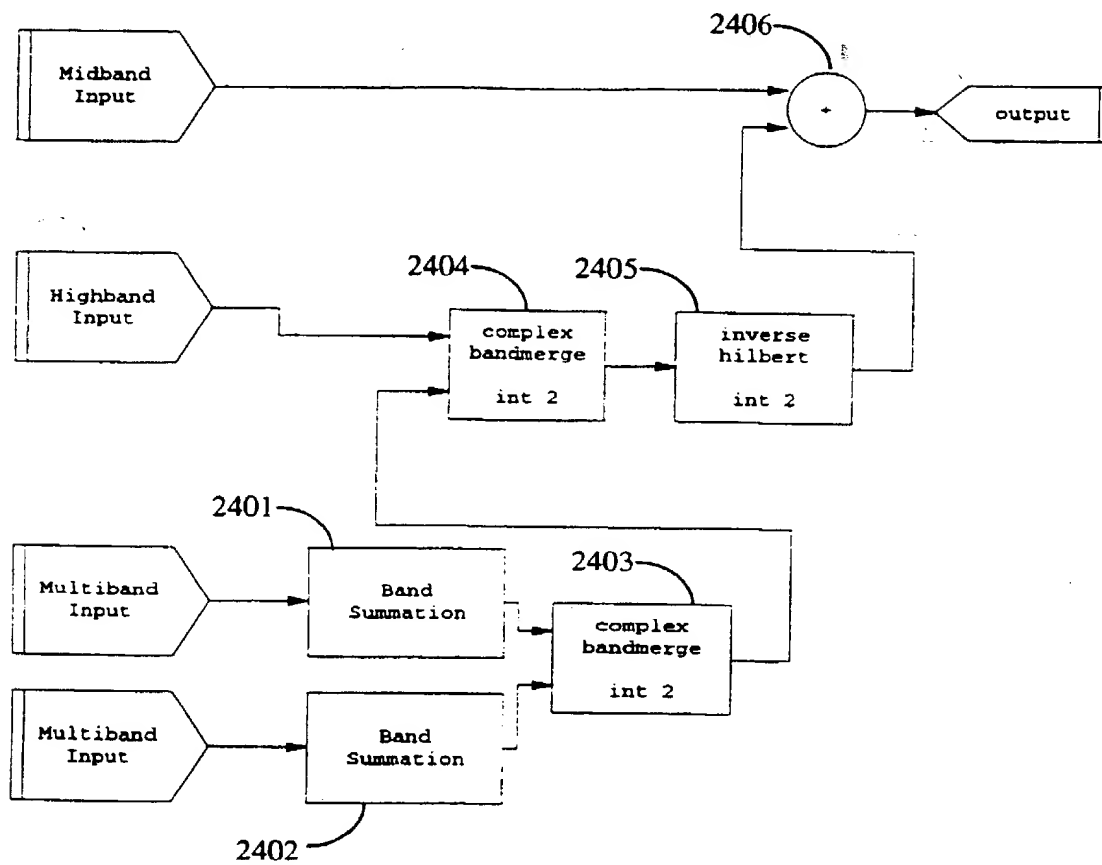 2406
Midband
Input
+
output
Highband
Input
2404
2405
complex
bandmerge
int 2
inverse
hilbert
int 2
2401
2403
Multiband
Input
Band
Summation
complex
bandmerge
int 2
Multiband
Input
Band
Summation
2402